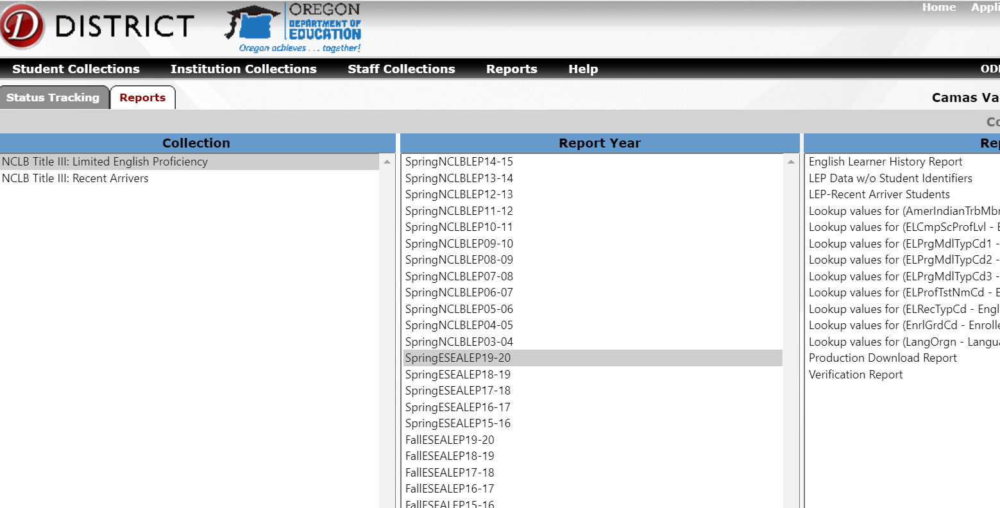 D DISTRICT
OREGON
DEPARTMENT OF
EDUCATION
Oregon achieves . . . together!
Home Appli
Student Collections Institution Collections Staff Collections Reports Help
Status Tracking Reports
Camas Va
Collection
NCLB Title III: Limited English Proficiency
NCLB Title III: Recent Arrivers
Report Year
SpringNCLBLEP14-15
SpringNCLBLEP13-14
SpringNCLBLEP12-13
SpringNCLBLEP11-12
SpringNCLBLEP10-11
SpringNCLBLEP09-10
SpringNCLBLEP08-09
SpringNCLBLEP07-08
SpringNCLBLEP06-07
SpringNCLBLEP05-06
SpringNCLBLEP04-05
SpringNCLBLEP03-04
SpringESEALEP19-20
SpringESEALEP18-19
SpringESEALEP17-18
SpringESEALEP16-17
SpringESEALEP15-16
FallESEALEP19-20
FallESEALEP18-19
FallESEALEP17-18
FallESEALEP16-17
FallESEALEP15-16
Rep
English Learner History Report
LEP Data w/o Student Identifiers
LEP-Recent Arriver Students
Lookup values for (AmerIndianTrbMbr
Lookup values for (ELCmpScProfLvl - E
Lookup values for (ELPrgMdlTypCd1 -
Lookup values for (ELPrgMdlTypCd2 -
Lookup values for (ELPrgMdlTypCd3 -
Lookup values for (ELProfTstNmCd - E
Lookup values for (ELRecTypCd - Engl
Lookup values for (EnrlGrdCd - Enrolle
Lookup values for (LangOrgn - Langua
Production Download Report
Verification Report